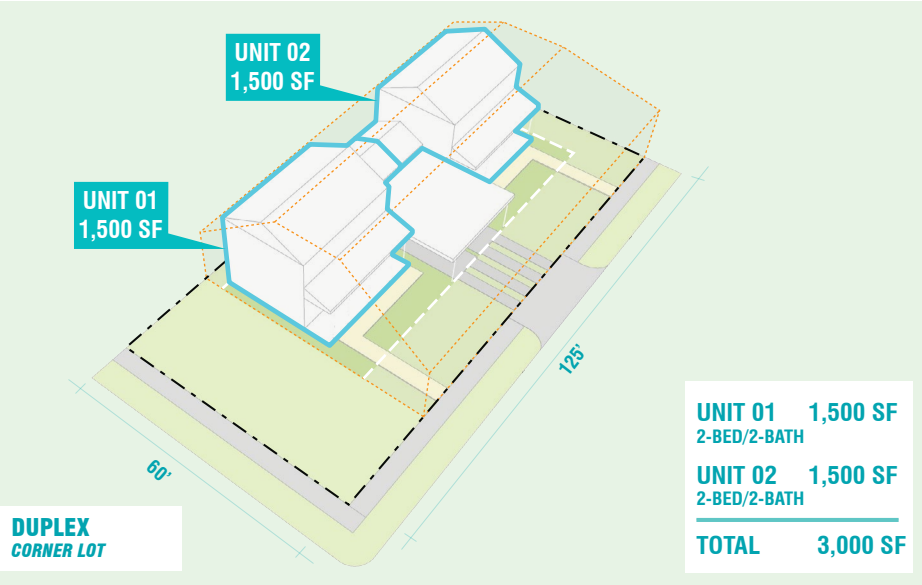 UNIT 02
1,500 SF
UNIT 01
1,500 SF
125'
60'
DUPLEX
CORNER LOT
UNIT 01 1,500 SF
2-BED/2-BATH
UNIT 02 1,500 SF
2-BED/2-BATH
TOTAL 3,000 SF